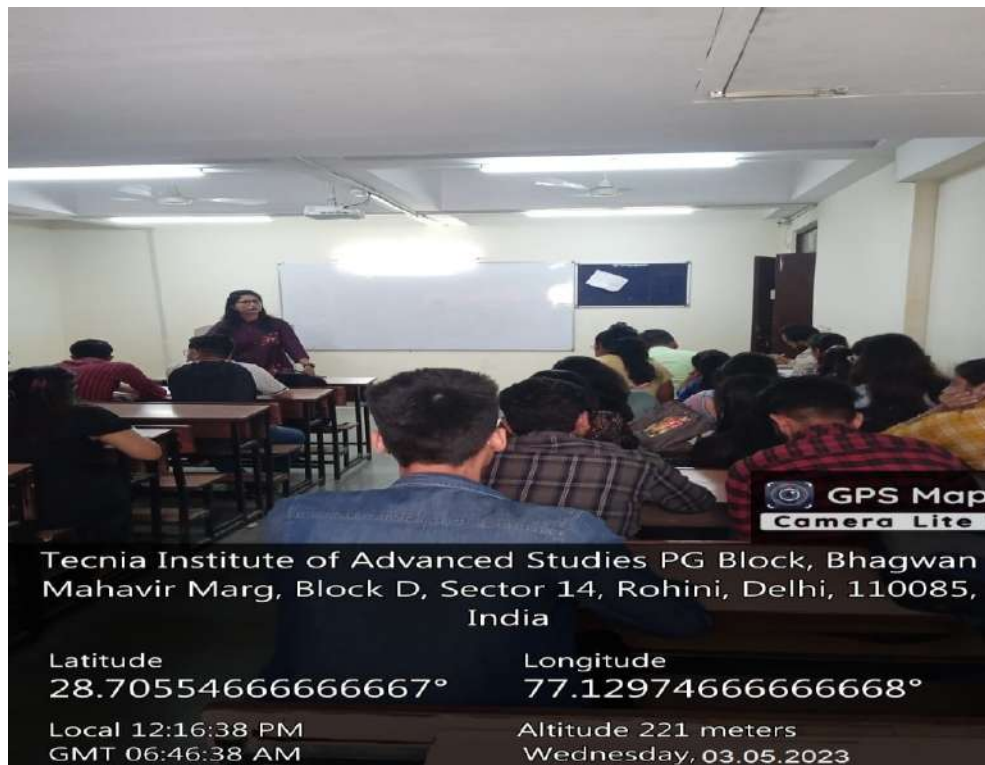 GPS Map
Camera Lite
Tecnia Institute of Advanced Studies PG Block, Bhagwan
Mahavir Marg, Block D, Sector 14, Rohini, Delhi, 110085,
India
Latitude
28.70554666666667°
Longitude
77.12974666666668°
Local 12:16:38 PM
GMT 06:46:38 AM
Altitude 221 meters
Wednesday, 03.05.2023